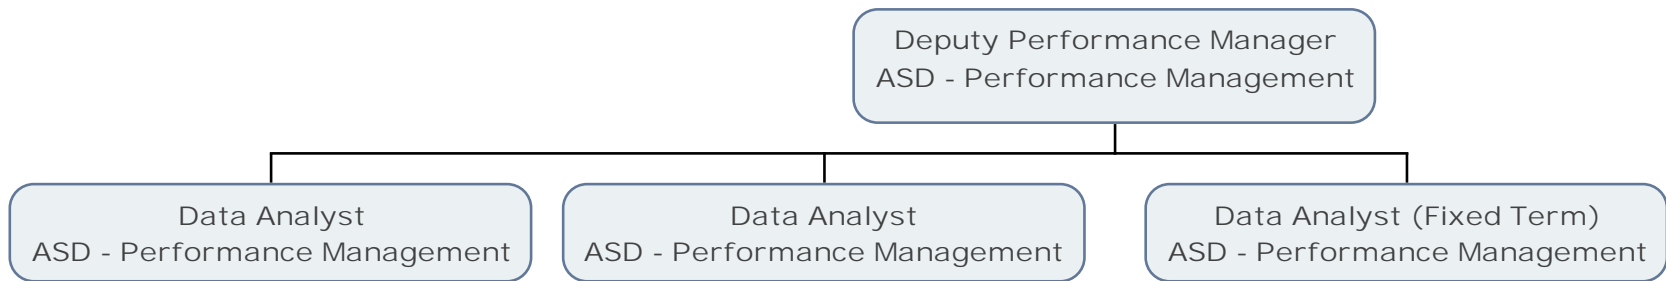 Deputy Performance Manager
ASD - Performance Management
Data Analyst
ASD - Performance Management
Data Analyst
ASD - Performance Management
Data Analyst (Fixed Term)
ASD - Performance Management